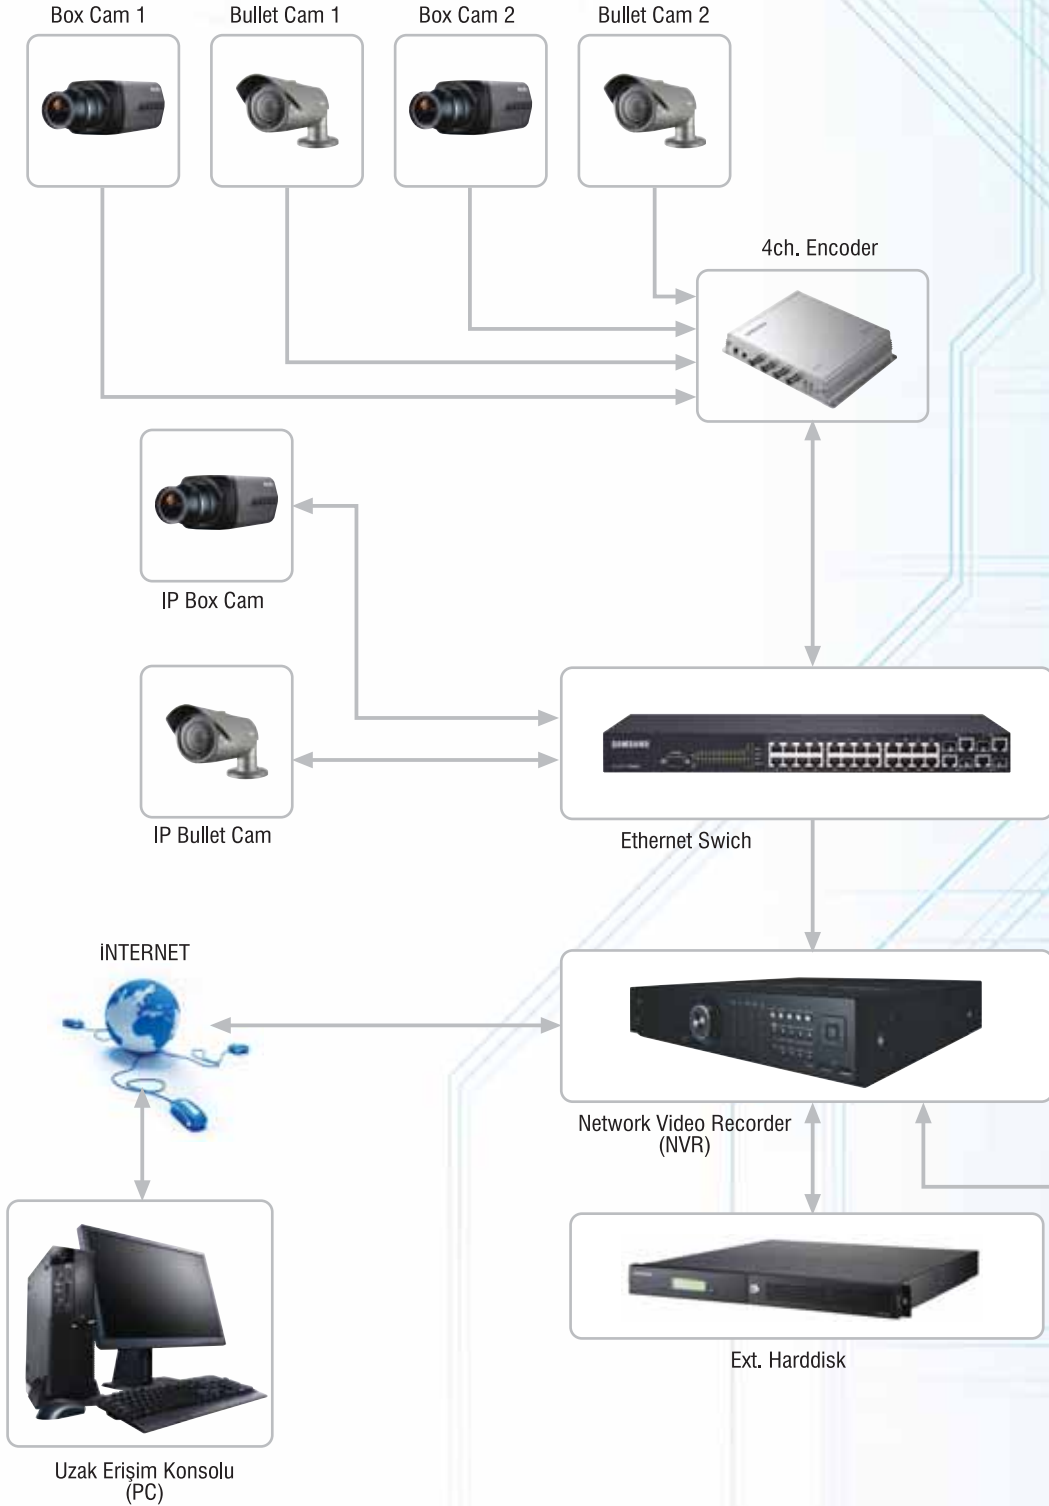 Box Cam 1
Bullet Cam 1
Box Cam 2
Bullet Cam 2
4ch. Encoder
IP Box Cam
SAMSUNG
IP Bullet Cam
Ethernet Swich
İNTERNET
Network Video Recorder
(NVR)
Ext. Harddisk
Uzak Erişim Konsolu
(PC)